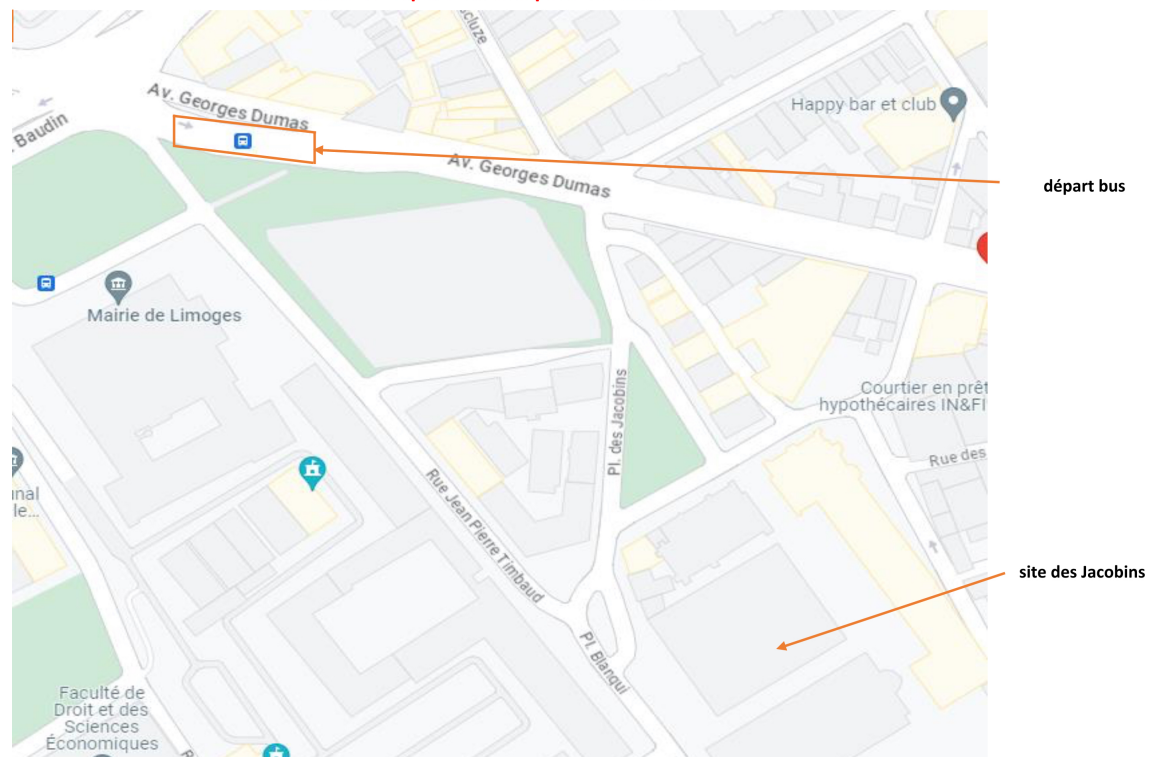 Av. Georges Dumas
Happy bar et club
Baudin
Av. Georges Dumas
départ bus
Mairie de Limoges
Pl. des Jacobins
Courtier en prêt
hypothécaires IN&FI
Rue des
Rue Jean Pierre Timbaud
site des Jacobins
Pl. Blanqui
Faculté de
Droit et des
Sciences
Économiques